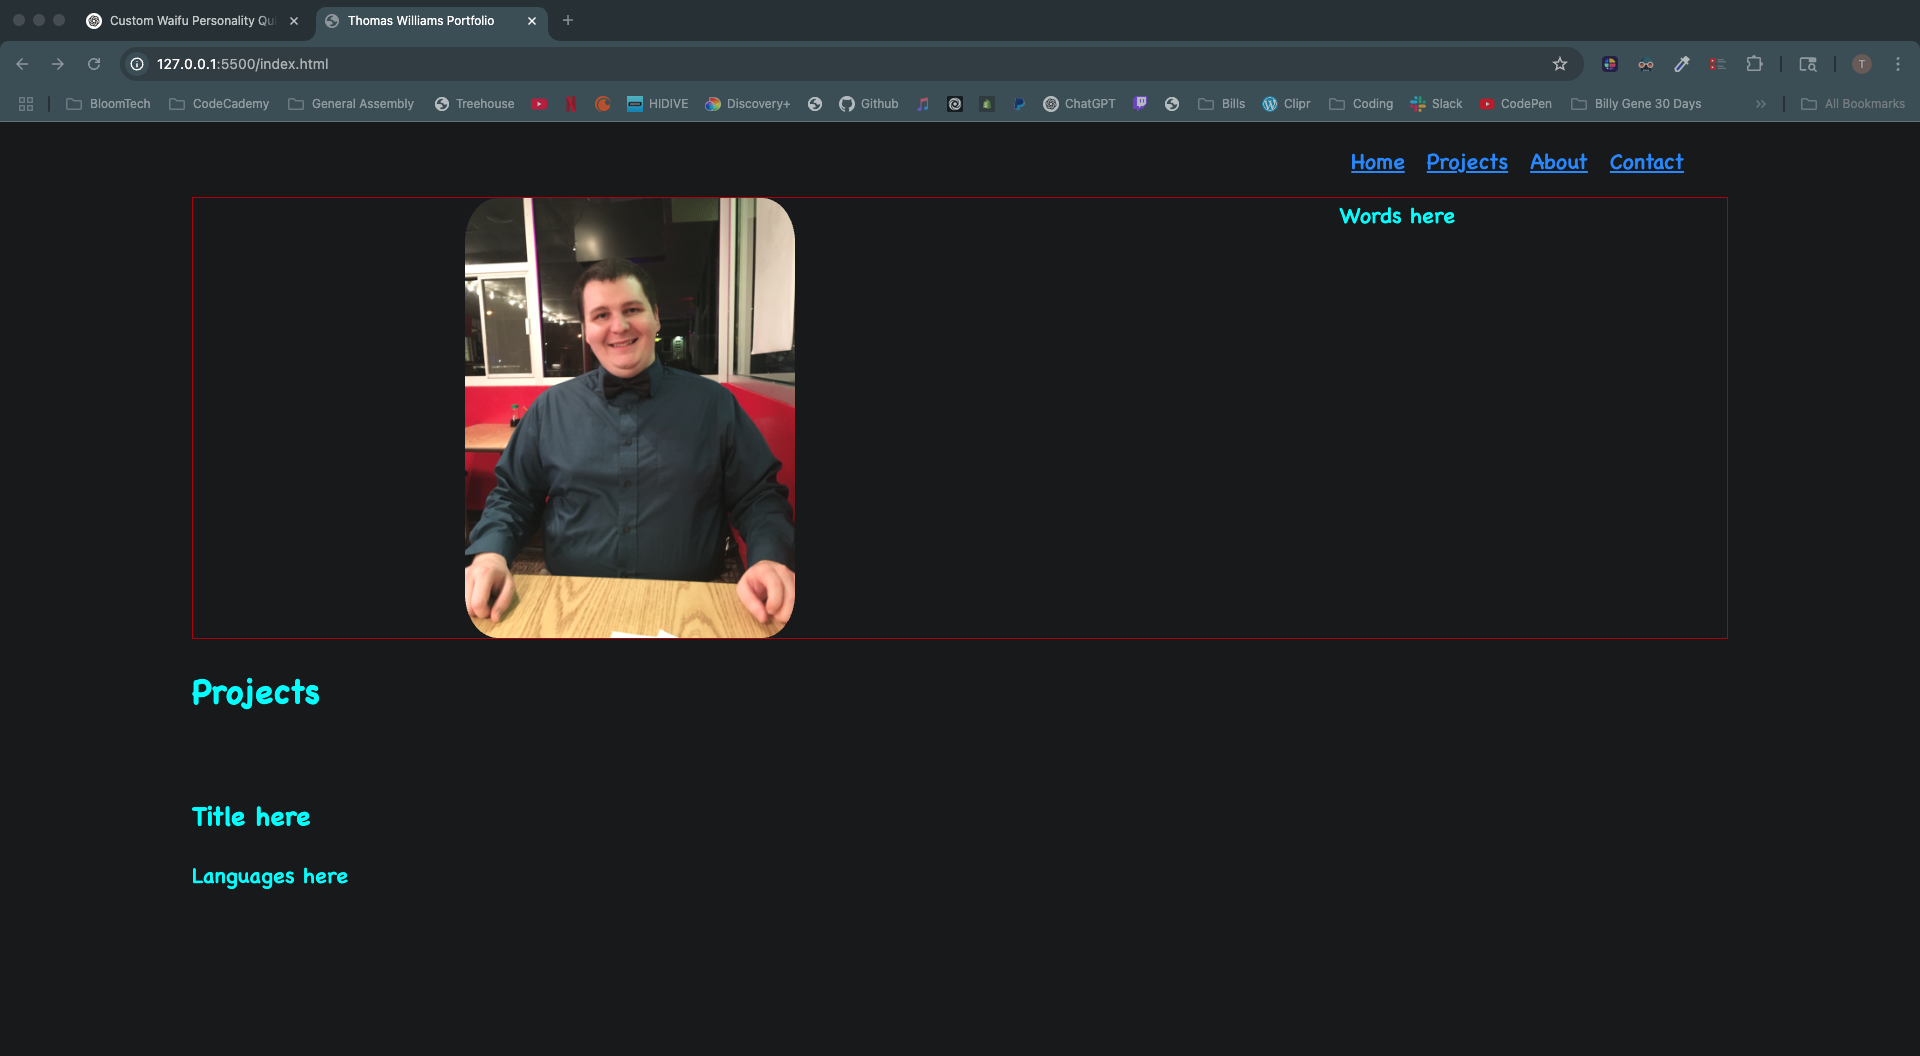 Custom Waifu Personality Qu
Thomas Williams Portfolio
127.0.0.1:5500/index.html
T
BloomTech CodeCademy General Assembly Treehouse HIDIVE Discovery+ Github ChatGPT Bills Clipr Coding Slack CodePen Billy Gene 30 Days All Bookmarks
Home Projects About Contact
Words here
Projects
Title here
Languages here